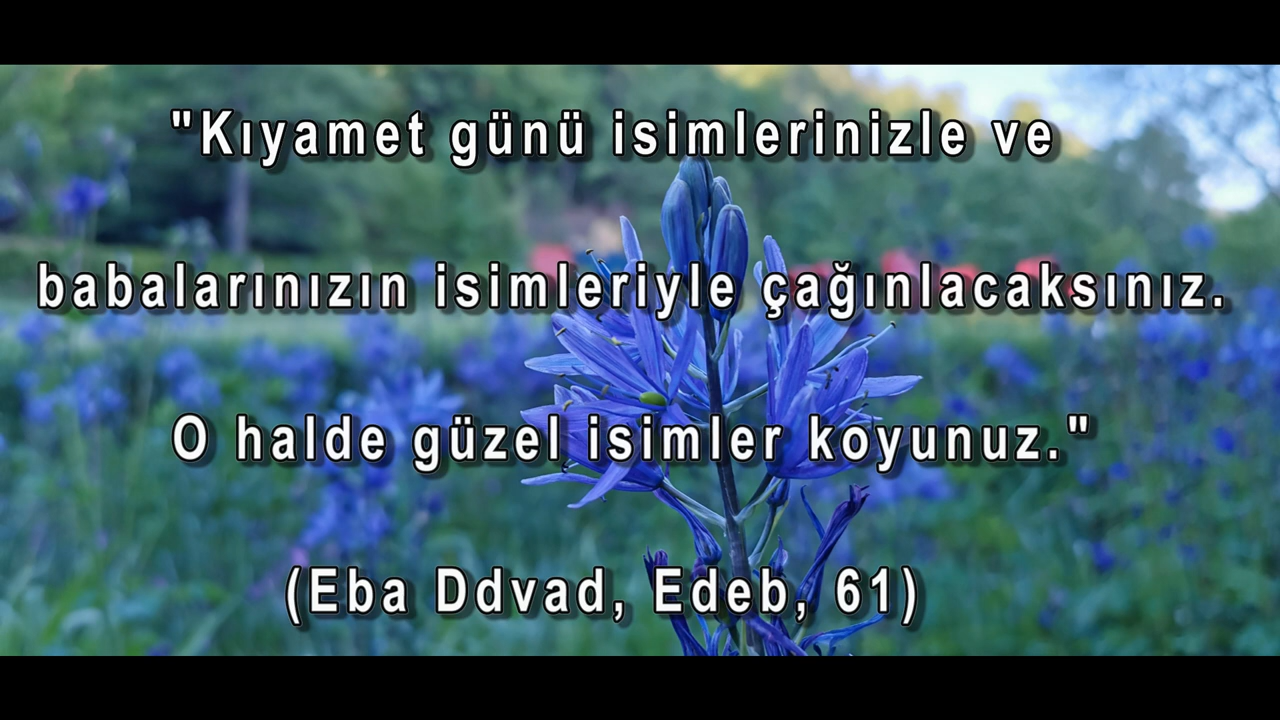 "Kıyamet günü isimlerinizle ve
babalarınızın isimleriyle çağınlacaksınız.
O halde güzel isimler koyunuz."
(Eba Ddvad, Edeb, 61)